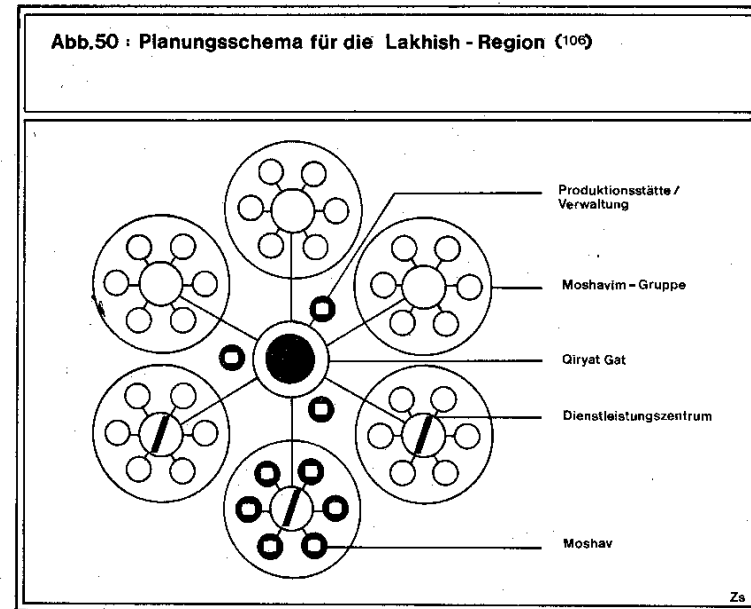 Abb.50 : Planungsschema für die Lakhish - Region (106)
Produktionsstätte /
Verwaltung
Moshavim - Gruppe
Qiryat Gat
Dienstleistungszentrum
Moshav
Zs